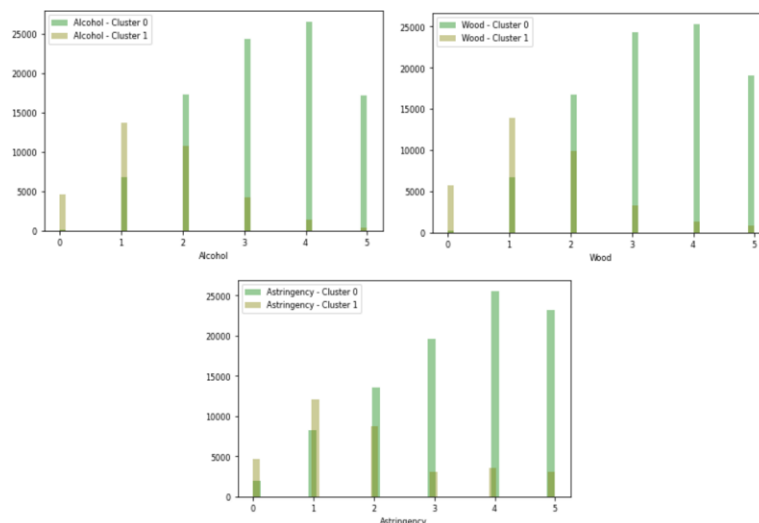 Alcohol - Cluster 0
Alcohol - Cluster 1
25000
20000
15000
10000
5000
0
0 1 2 3 4 5
Alcohol
Wood - Cluster 0
Wood - Cluster 1
25000
20000
15000
10000
5000
0
0 1 2 3 4 5
Wood
Astringency - Cluster 0
Astringency - Cluster 1
25000
20000
15000
10000
5000
0
0 1 2 3 4 5
Astringency